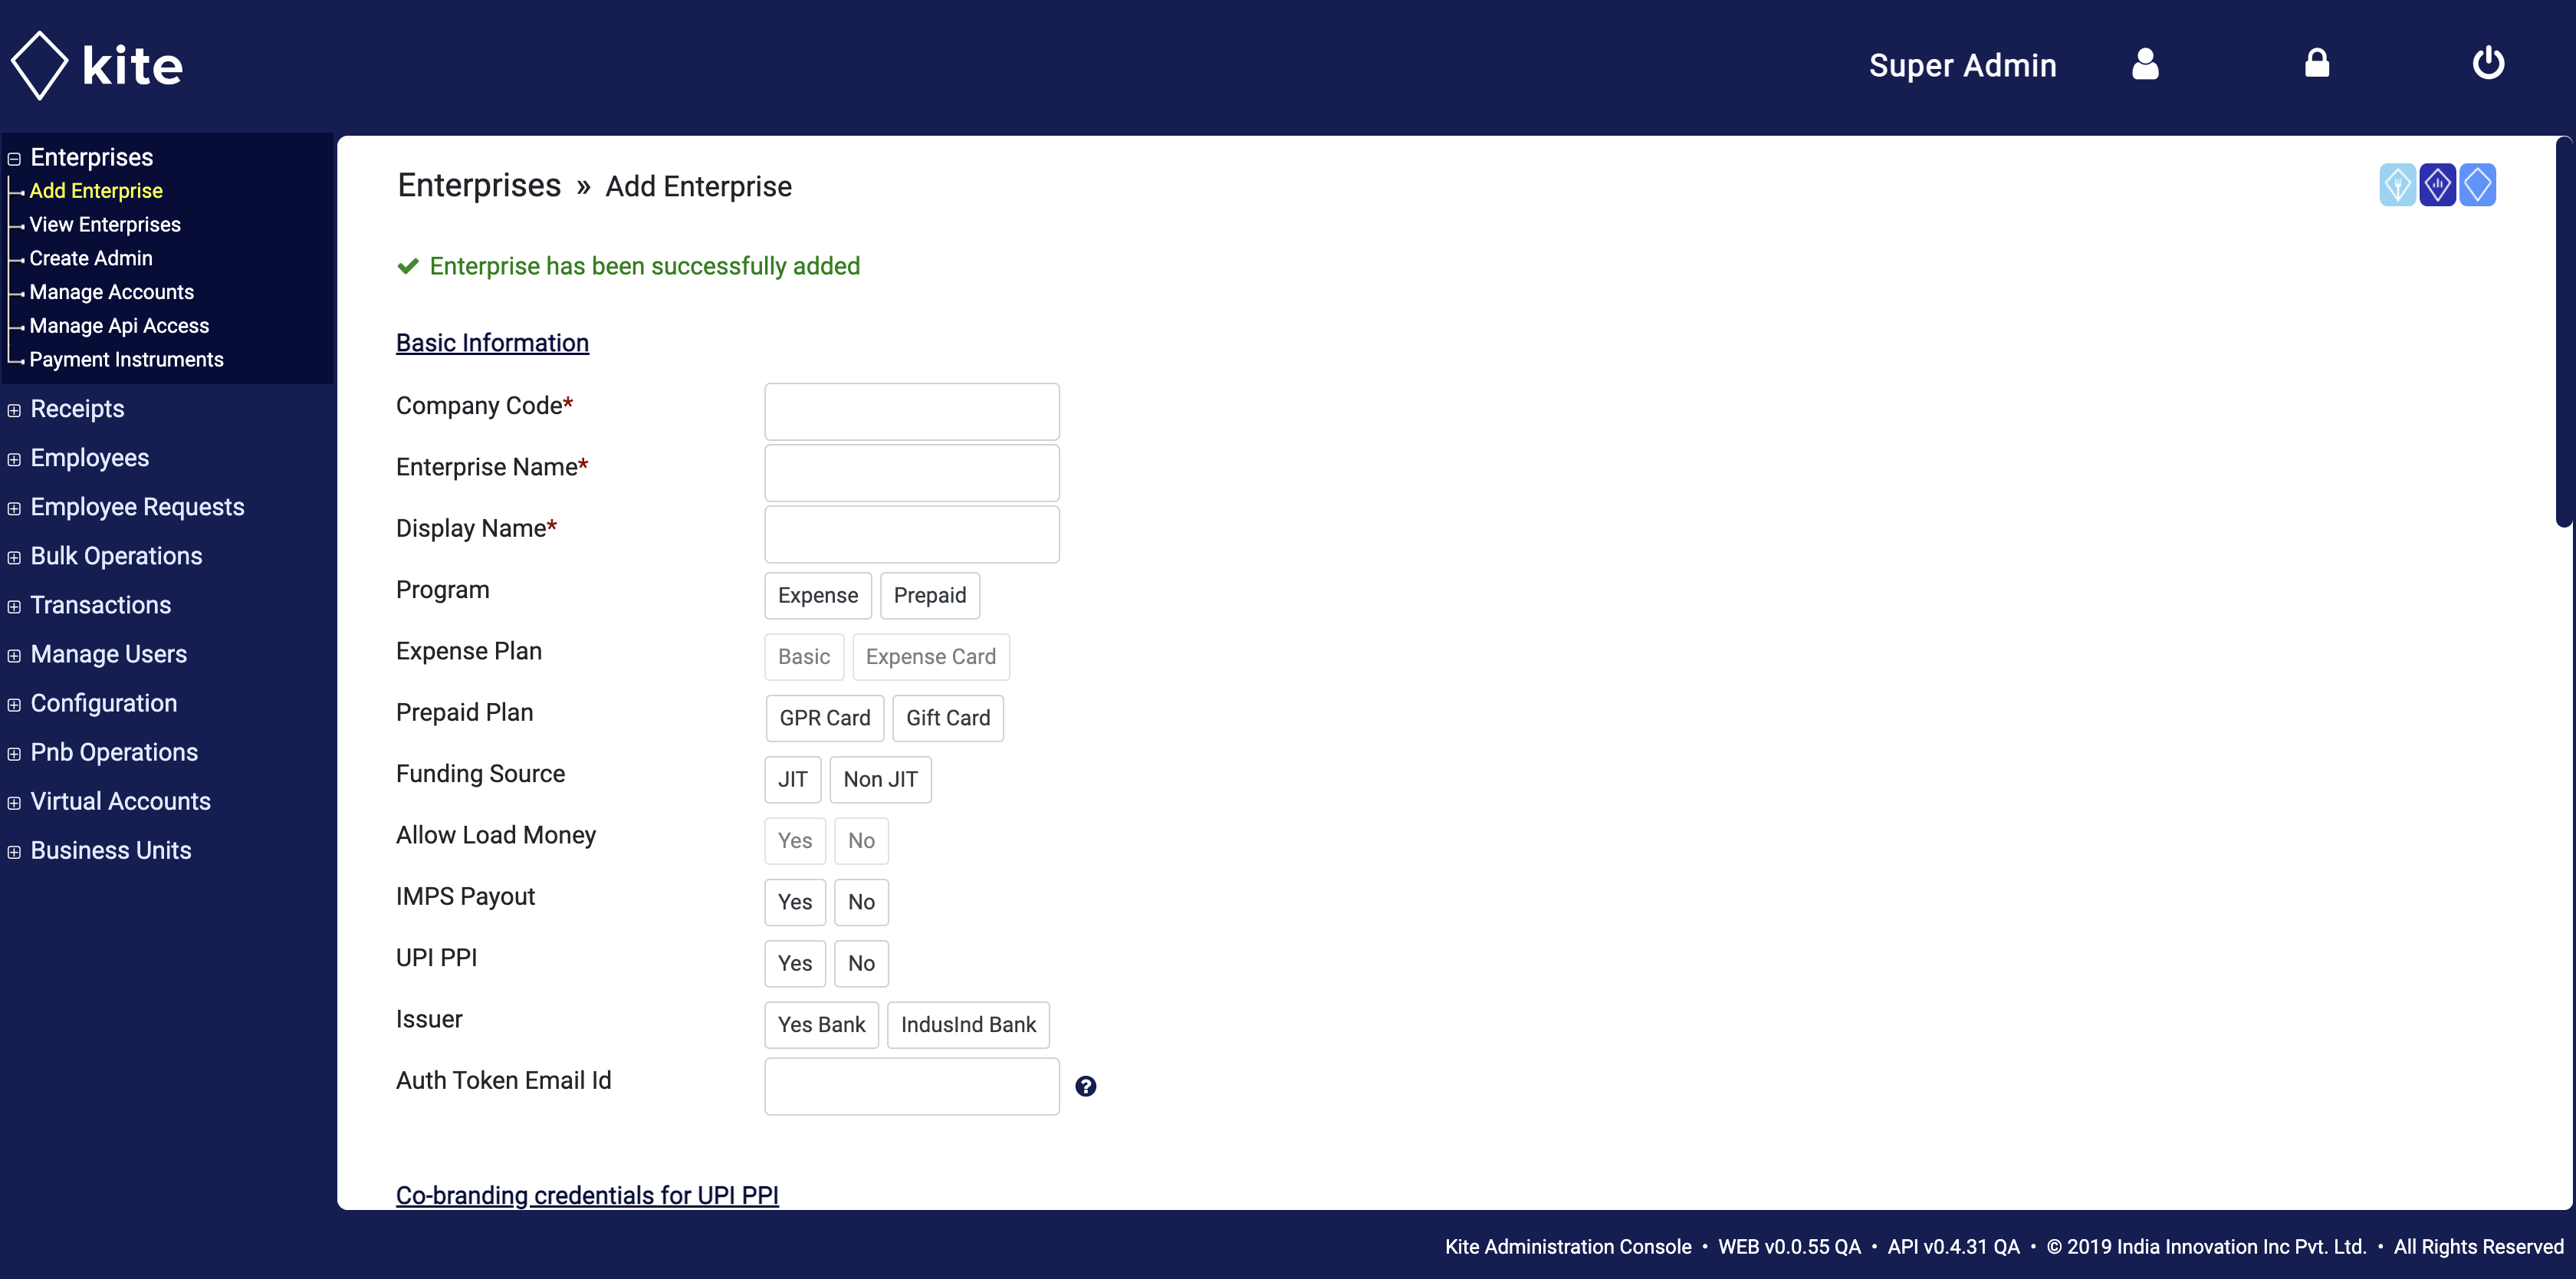 kite
Super Admin
Enterprises
Add Enterprise
View Enterprises
Create Admin
Manage Accounts
Manage Api Access
Payment Instruments
Receipts
Employees
Employee Requests
Bulk Operations
Transactions
Manage Users
Configuration
Pnb Operations
Virtual Accounts
Business Units
Enterprises » Add Enterprise
Enterprise has been successfully added
Basic Information
Company Code*
Enterprise Name*
Display Name*
Program Expense Prepaid
Expense Plan Basic Expense Card
Prepaid Plan GPR Card Gift Card
Funding Source JIT Non JIT
Allow Load Money Yes No
IMPS Payout Yes No
UPI PPI Yes No
Issuer Yes Bank IndusInd Bank
Auth Token Email Id ?
Co-branding credentials for UPI PPI
Kite Administration Console • WEB v0.0.55 QA • API v0.4.31 QA • © 2019 India Innovation Inc Pvt. Ltd. • All Rights Reserved